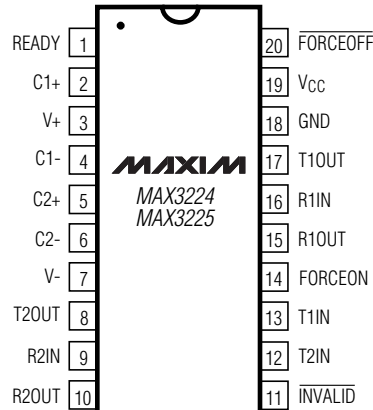 READY 1
C1+ 2
V+ 3
C1- 4
C2+ 5
C2- 6
V- 7
T2OUT 8
R2IN 9
R2OUT 10
MAXIM
MAX3224
MAX3225
20 FORCEOFF
19 VCC
18 GND
17 T1OUT
16 R1IN
15 R1OUT
14 FORCEON
13 T1IN
12 T2IN
11 INVALID